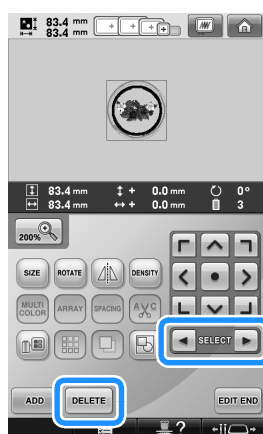 83.4 mm
83.4 mm
83.4 mm + 0.0 mm 0°
83.4 mm + 0.0 mm 3
200%
SIZE ROTATE DENSITY
MULTI COLOR ARRAY SPACING AVC
SELECT
ADD DELETE EDIT END
?